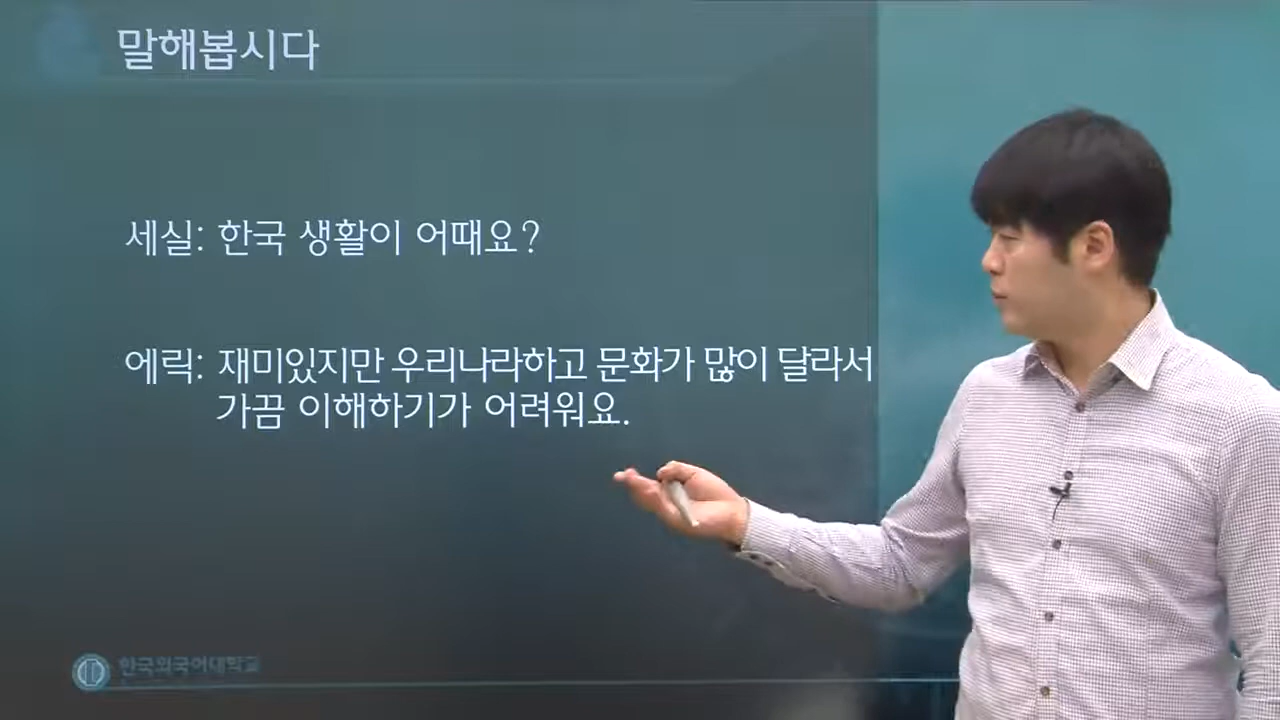 말해봅시다
세실: 한국 생활이 어때요?
에릭: 재미있지만 우리나라하고 문화가 많이 달라서
가끔 이해하기가 어려워요.
한국외국어대학교